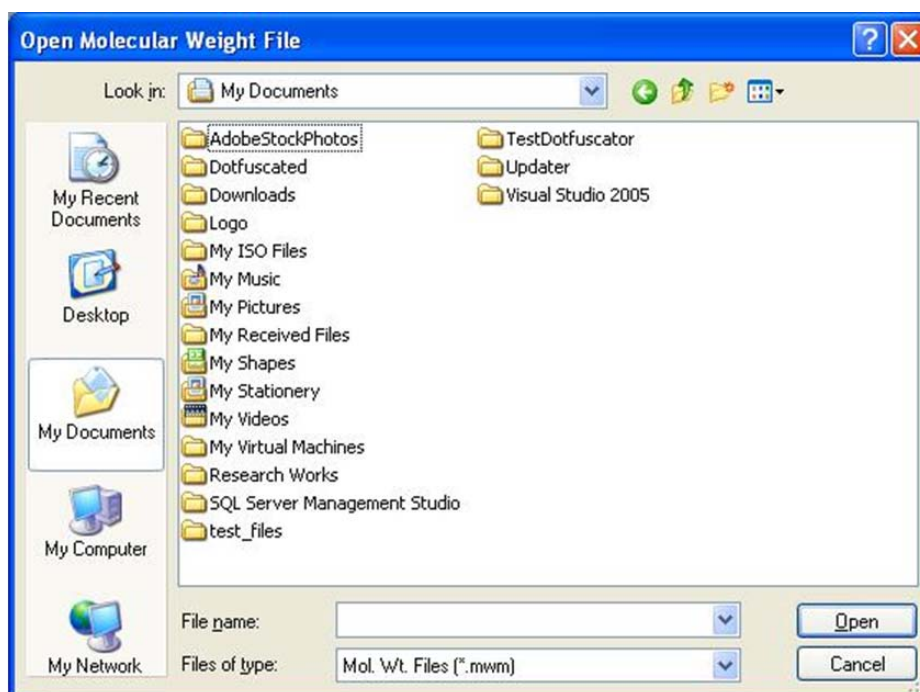 Open Molecular Weight File
Look in: My Documents
My Recent
Documents
Desktop
My Documents
My Computer
My Network
AdobeStockPhotos
Dotfuscated
Downloads
Logo
My ISO Files
My Music
My Pictures
My Received Files
My Shapes
My Stationery
My Videos
My Virtual Machines
Research Works
SQL Server Management Studio
test_files
TestDotfuscator
Updater
Visual Studio 2005
File name:
Open
Files of type: Mol. Wt. Files (*.mwm)
Cancel